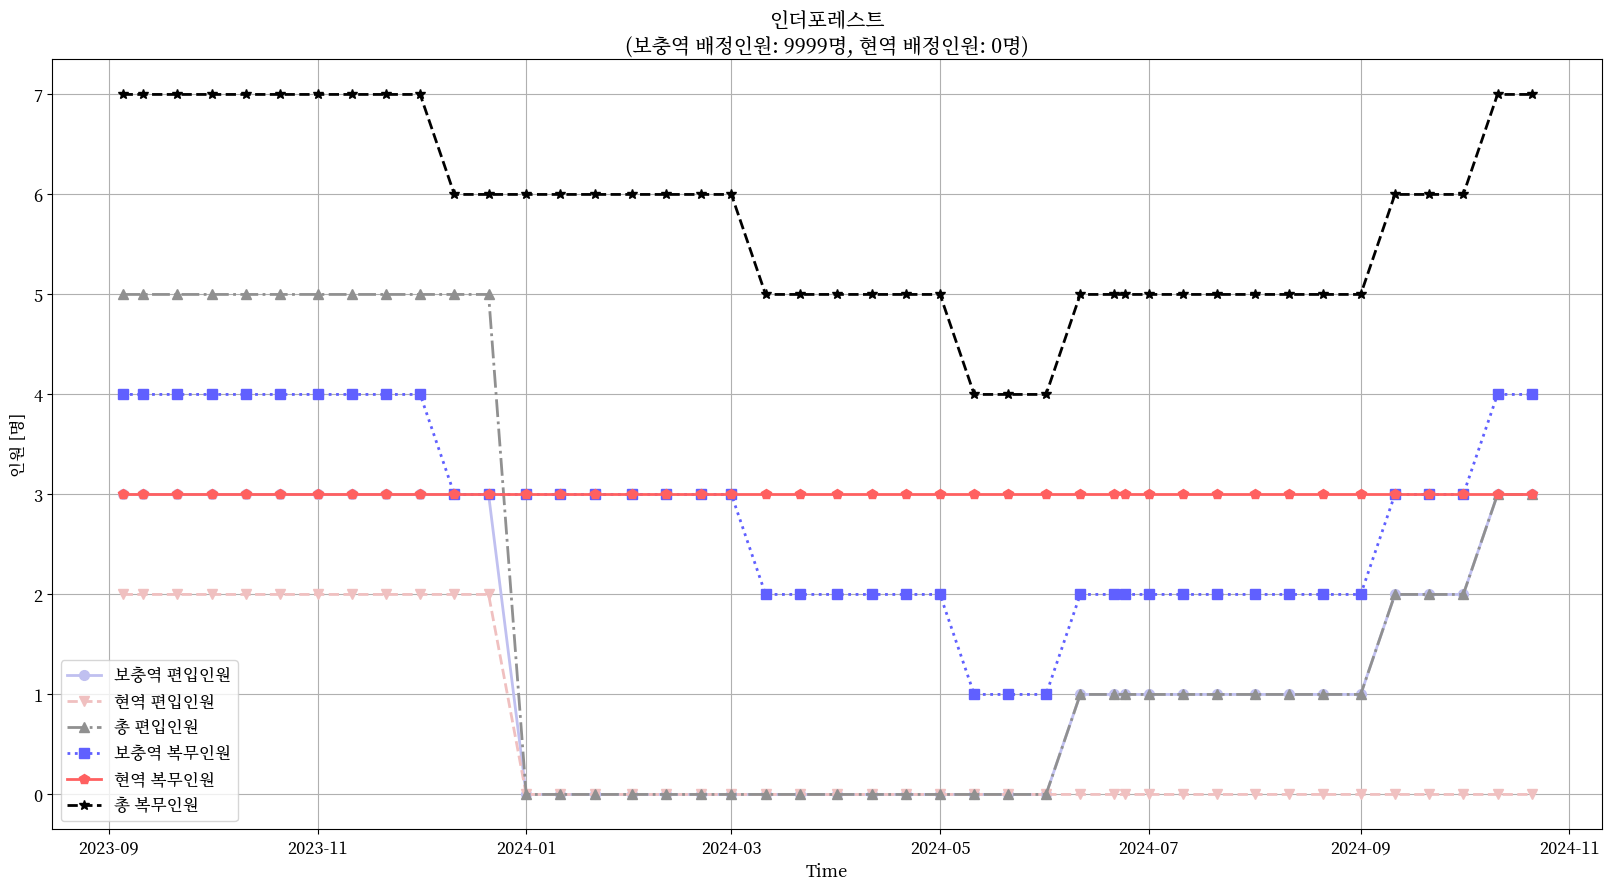 인더포레스트
(보충역 배정인원: 9999명, 현역 배정인원: 0명)
7
6
5
4
3
2
1
0
인원 [명]
보충역 편입인원
현역 편입인원
총 편입인원
보충역 복무인원
현역 복무인원
총 복무인원
2023-09 2023-11 2024-01 2024-03 2024-05 2024-07 2024-09 2024-11
Time